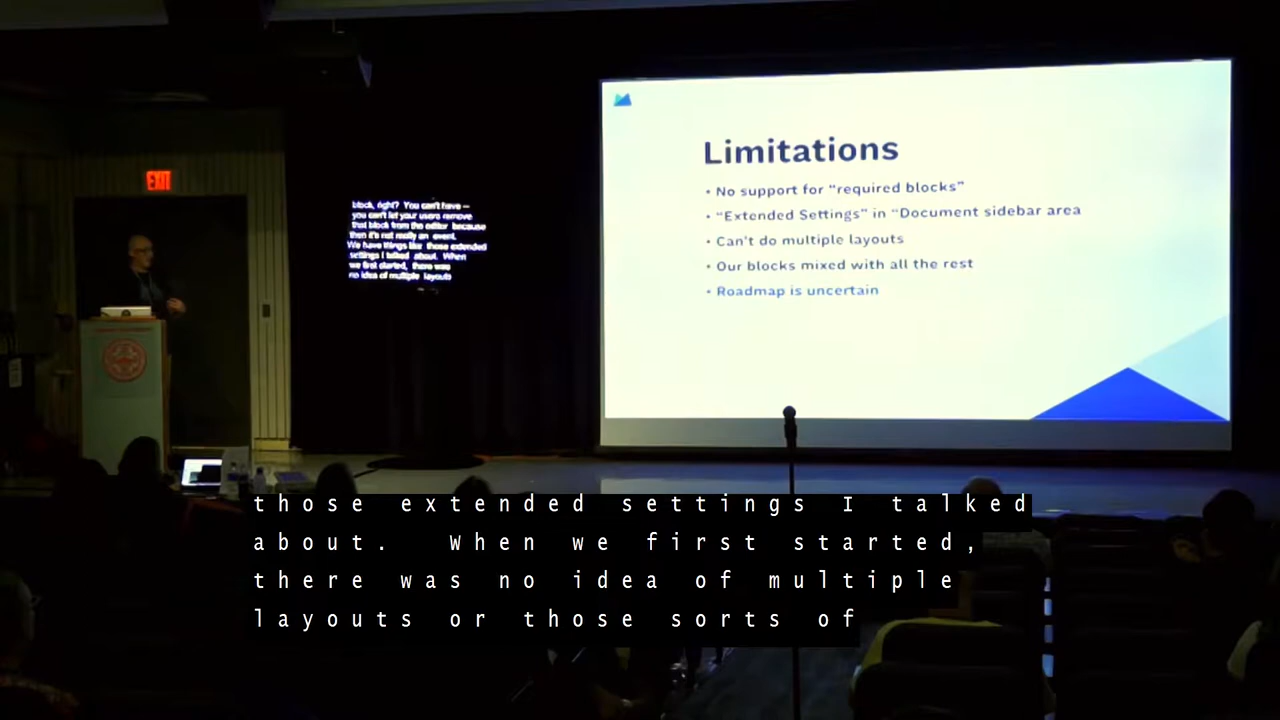 EXIT
block, right? You can't have --
you can't let your users remove
that block from the editor because
then it's not really an event.
We have things like those extended
settings I talked about. When
we first started, there was
no idea of multiple layouts
Limitations
• No support for “required blocks”
• “Extended Settings” in “Document sidebar area
• Can't do multiple layouts
• Our blocks mixed with all the rest
• Roadmap is uncertain
those extended settings I talked
about. When we first started,
there was no idea of multiple
layouts or those sorts of